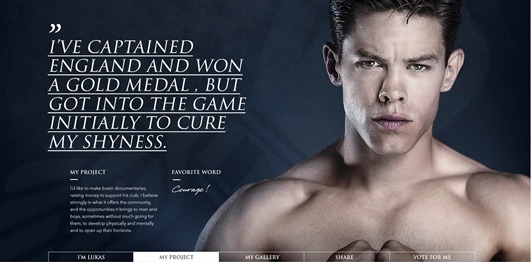 ”
I'VE CAPTAINED
ENGLAND AND WON
A GOLD MEDAL , BUT
GOT INTO THE GAME
INITIALLY TO CURE
MY SHYNESS.
MY PROJECT
I'd like to make boxin documentaries,
raising money to support his club. I believe
strongly in what it offers the community,
and the opportunities it brings to men and
boys, sometimes without much going for
them, to develop physically and mentally
and to open up their horizons.
FAVORITE WORD
Courage!
I'M LUKAS
MY PROJECT
MY GALLERY
SHARE
VOTE FOR ME